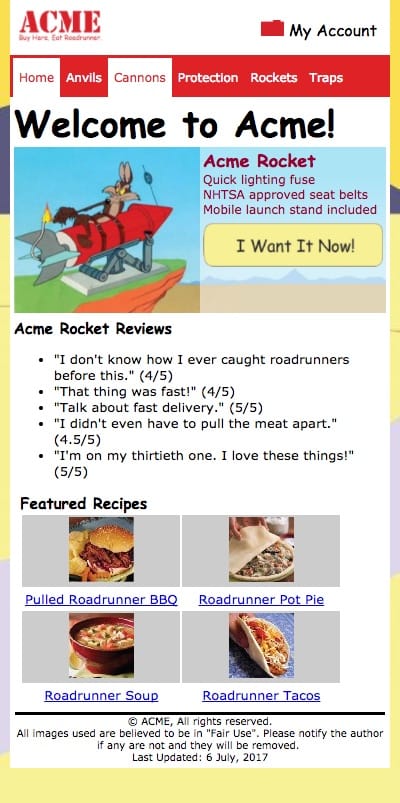 ACME
Buy Here. Eat Roadrunner.
My Account
Home Anvils Cannons Protection Rockets Traps
Welcome to Acme!
Acme Rocket
Quick lighting fuse
NHTSA approved seat belts
Mobile launch stand included
I Want It Now!
Acme Rocket Reviews
• "I don't know how I ever caught roadrunners
before this." (4/5)
• "That thing was fast!" (4/5)
• "Talk about fast delivery." (5/5)
• "I didn't even have to pull the meat apart."
(4.5/5)
• "I'm on my thirtieth one. I love these things!"
(5/5)
Featured Recipes
Pulled Roadrunner BBQ Roadrunner Pot Pie
Roadrunner Soup Roadrunner Tacos
© ACME, All rights reserved.
All images used are believed to be in "Fair Use". Please notify the author
if any are not and they will be removed.
Last Updated: 6 July, 2017